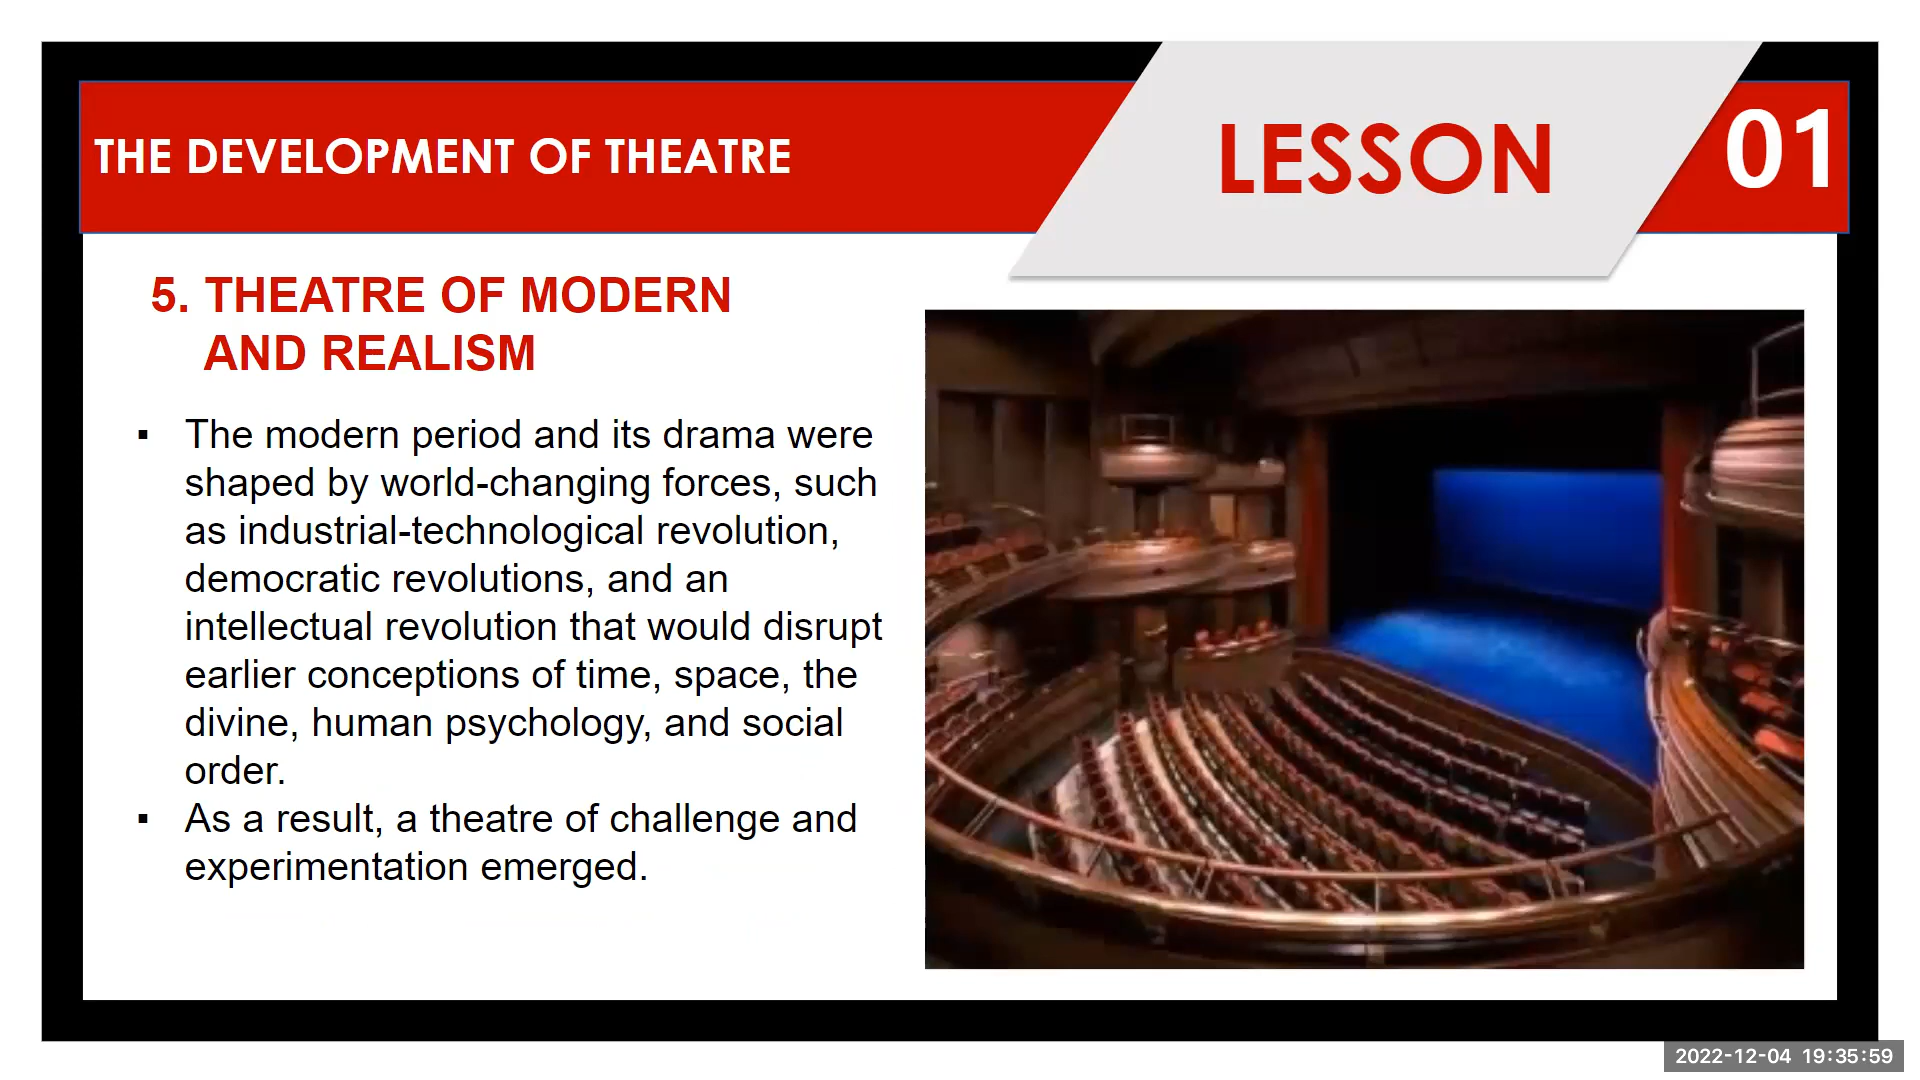 THE DEVELOPMENT OF THEATRE
LESSON
01
5. THEATRE OF MODERN
AND REALISM
▪ The modern period and its drama were
shaped by world-changing forces, such
as industrial-technological revolution,
democratic revolutions, and an
intellectual revolution that would disrupt
earlier conceptions of time, space, the
divine, human psychology, and social
order.
▪ As a result, a theatre of challenge and
experimentation emerged.
2022-12-04 19:35:59